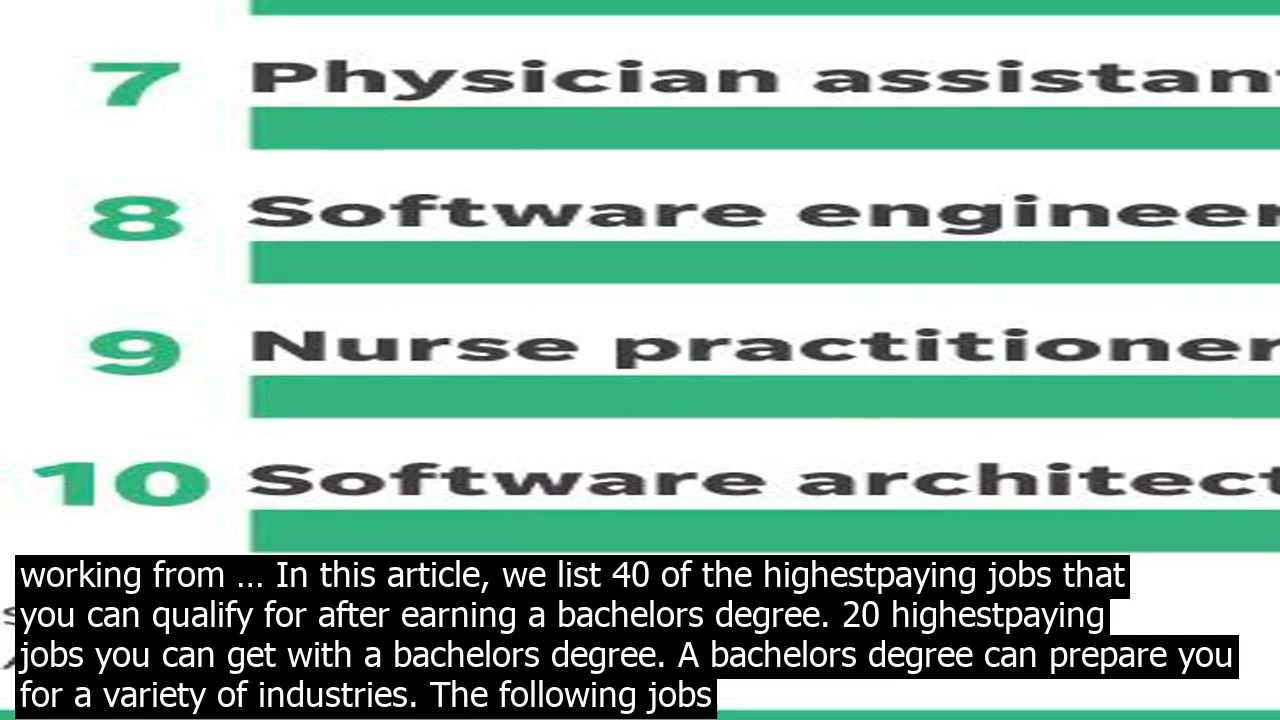 7 Physician assistan
8 Software engineer
9 Nurse practitioner
10 Software architect
working from ... In this article, we list 40 of the highestpaying jobs that
you can qualify for after earning a bachelors degree. 20 highestpaying
jobs you can get with a bachelors degree. A bachelors degree can prepare you
for a variety of industries. The following jobs